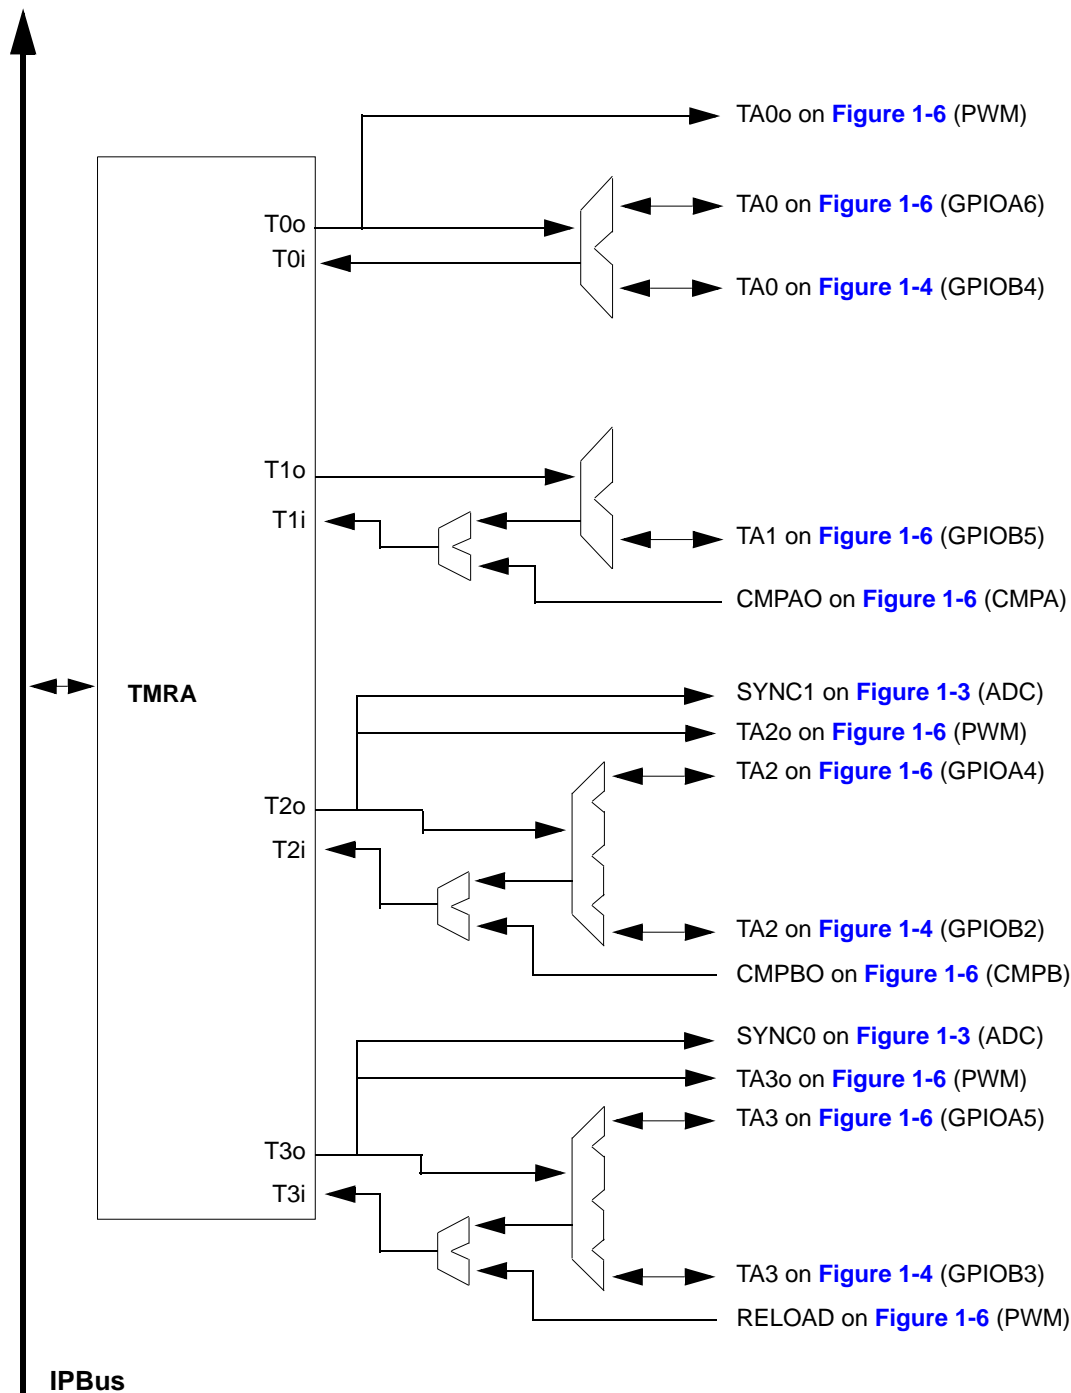 TA0o on Figure 1-6 (PWM)
TA0 on Figure 1-6 (GPIOA6)
T0o
T0i
TA0 on Figure 1-4 (GPIOB4)
T1o
T1i
TA1 on Figure 1-6 (GPIOB5)
CMPAO on Figure 1-6 (CMPA)
TMRA
SYNC1 on Figure 1-3 (ADC)
TA2o on Figure 1-6 (PWM)
TA2 on Figure 1-6 (GPIOA4)
T2o
T2i
TA2 on Figure 1-4 (GPIOB2)
CMPBO on Figure 1-6 (CMPB)
SYNC0 on Figure 1-3 (ADC)
TA3o on Figure 1-6 (PWM)
TA3 on Figure 1-6 (GPIOA5)
T3o
T3i
TA3 on Figure 1-4 (GPIOB3)
RELOAD on Figure 1-6 (PWM)
IPBus